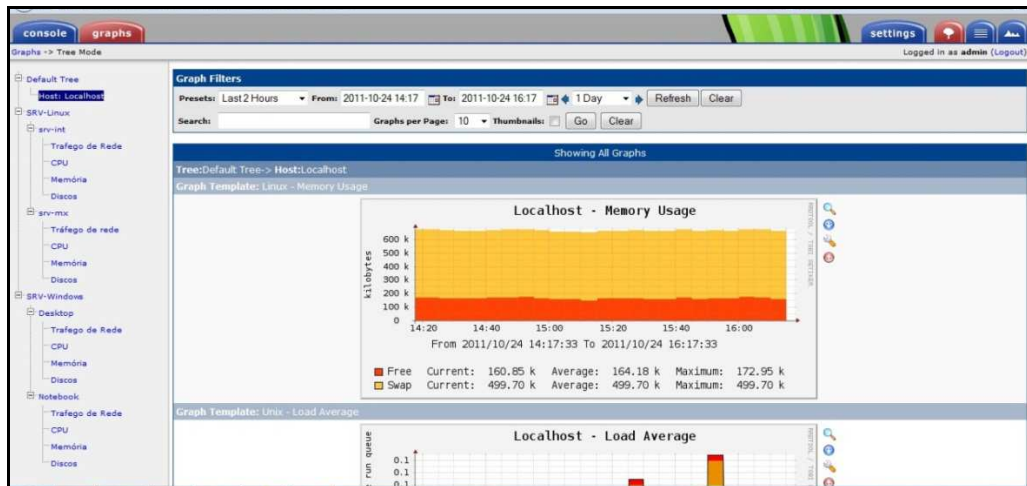 console graphs settings
Graphs -> Tree Mode Logged in as admin (Logout)
Default Tree
Host: Localhost
SRV-Linux
srv-int
Trafego de Rede
CPU
Memória
Discos
srv-mx
Tráfego de rede
CPU
Memória
Discos
SRV-Windows
Desktop
Trafego de Rede
CPU
Memória
Discos
Notebook
Trafego de Rede
CPU
Memória
Discos
Graph Filters
Presets: Last 2 Hours From: 2011-10-24 14:17 To: 2011-10-24 16:17 1 Day Refresh Clear
Search: Graphs per Page: 10 Thumbnails: Go Clear
Showing All Graphs
Tree:Default Tree-> Host:Localhost
Graph Template: Linux - Memory Usage
Localhost - Memory Usage
RRDTOOL / TOBI OETIKER
kilobytes
600 k
500 k
400 k
300 k
200 k
100 k
0
14:20 14:40 15:00 15:20 15:40 16:00
From 2011/10/24 14:17:33 To 2011/10/24 16:17:33
Free Current: 160.85 k Average: 164.18 k Maximum: 172.95 k
Swap Current: 499.70 k Average: 499.70 k Maximum: 499.70 k
Graph Template: Unix - Load Average
Localhost - Load Average
run queue
0.1
0.1
0.1